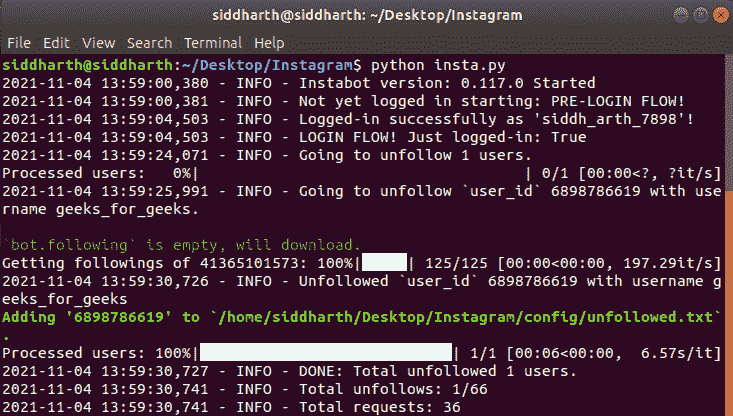 siddharth@siddharth: ~/Desktop/Instagram
File Edit View Search Terminal Help
siddharth@siddharth:~/Desktop/Instagram$ python insta.py
2021-11-04 13:59:00,380 - INFO - Instabot version: 0.117.0 Started
2021-11-04 13:59:00,381 - INFO - Not yet logged in starting: PRE-LOGIN FLOW!
2021-11-04 13:59:04,503 - INFO - Logged-in successfully as 'siddh_arth_7898'!
2021-11-04 13:59:04,503 - INFO - LOGIN FLOW! Just logged-in: True
2021-11-04 13:59:24,071 - INFO - Going to unfollow 1 users.
Processed users:   0%|                                | 0/1 [00:00<?, ?it/s]
2021-11-04 13:59:25,991 - INFO - Going to unfollow `user_id` 6898786619 with use
rname geeks_for_geeks.
`bot.following` is empty, will download.
Getting followings of 41365101573: 100%|████| 125/125 [00:00<00:00, 197.29it/s]
2021-11-04 13:59:30,726 - INFO - Unfollowed `user_id` 6898786619 with username g
eeks_for_geeks
Adding '6898786619' to `/home/siddharth/Desktop/Instagram/config/unfollowed.txt`
.
Processed users: 100%|███████████████████████| 1/1 [00:06<00:00,  6.57s/it]
2021-11-04 13:59:30,727 - INFO - DONE: Total unfollowed 1 users.
2021-11-04 13:59:30,741 - INFO - Total unfollows: 1/66
2021-11-04 13:59:30,741 - INFO - Total requests: 36